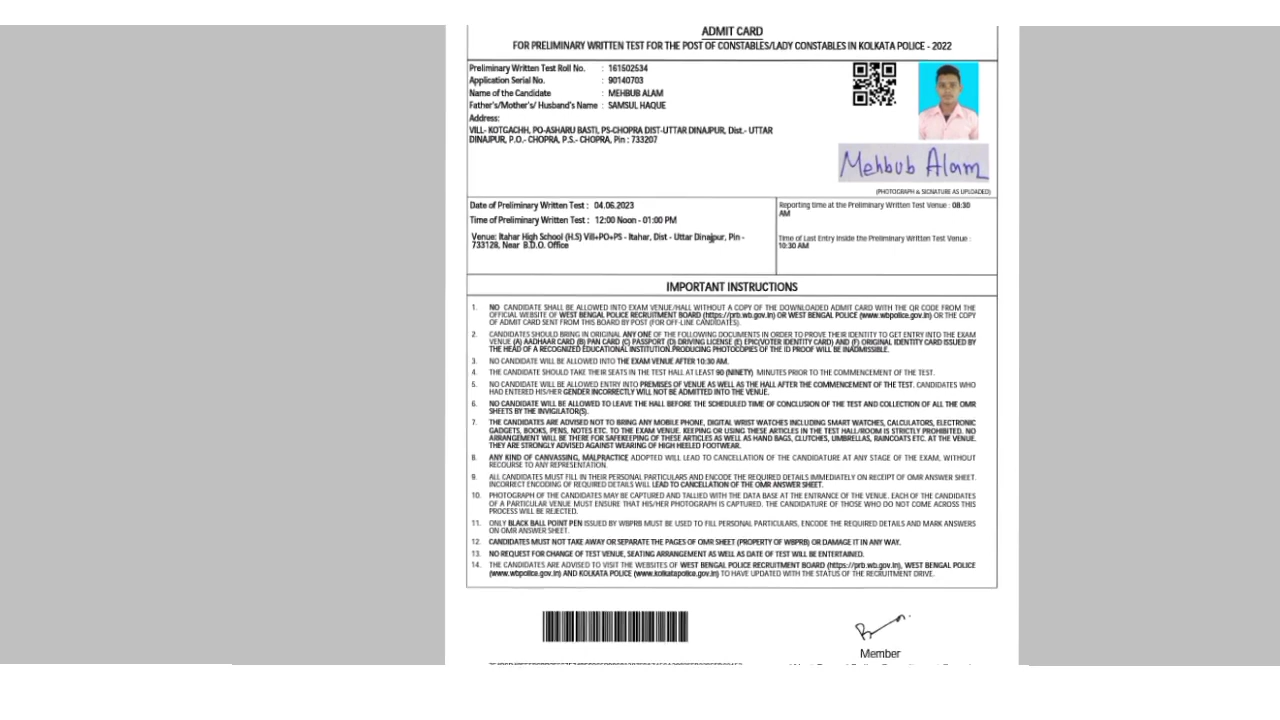 ADMIT CARD
FOR PRELIMINARY WRITTEN TEST FOR THE POST OF CONSTABLES/LADY CONSTABLES IN KOLKATA POLICE - 2022
Preliminary Written Test Roll No. : 161502534
Application Serial No. : 90140703
Name of the Candidate : MEHBUB ALAM
Father's/Mother's/ Husband's Name : SAMSUL HAQUE
Address:
VILL- KOTGACHH, PO-ASHARU BASTI, PS-CHOPRA DIST-UTTAR DINAJPUR, Dist.- UTTAR
DINAJPUR, P.O.- CHOPRA, P.S.- CHOPRA, Pin : 733207
Mehbub Alam
(PHOTOGRAPH & SIGNATURE AS UPLOADED)
Date of Preliminary Written Test : 04.06.2023
Time of Preliminary Written Test : 12:00 Noon - 01:00 PM
Venue: Itahar High School (H.S) Vill+PO+PS - Itahar, Dist - Uttar Dinajpur, Pin -
733128, Near B.D.O. Office
Reporting time at the Preliminary Written Test Venue : 08:30
AM
Time of Last Entry Inside the Preliminary Written Test Venue :
10:30 AM
IMPORTANT INSTRUCTIONS
1. NO CANDIDATE SHALL BE ALLOWED INTO EXAM VENUE/HALL WITHOUT A COPY OF THE DOWNLOADED ADMIT CARD WITH THE QR CODE FROM THE
OFFICIAL WEBSITE OF WEST BENGAL POLICE RECRUITMENT BOARD (https://prb.wb.gov.in) OR WEST BENGAL POLICE (www.wbpolice.gov.in) OR THE COPY
OF ADMIT CARD SENT FROM THIS BOARD BY POST (FOR OFF-LINE CANDIDATES).
2. CANDIDATES SHOULD BRING IN ORIGINAL ANY ONE OF THE FOLLOWING DOCUMENTS IN ORDER TO PROVE THEIR IDENTITY TO GET ENTRY INTO THE EXAM
VENUE (A) AADHAAR CARD (B) PAN CARD (C) PASSPORT (D) DRIVING LICENSE (E) EPIC(VOTER IDENTITY CARD) AND (F) ORIGINAL IDENTITY CARD ISSUED BY
THE HEAD OF A RECOGNIZED EDUCATIONAL INSTITUTION.PRODUCING PHOTOCOPIES OF THE ID PROOF WILL BE INADMISSIBLE.
3. NO CANDIDATE WILL BE ALLOWED INTO THE EXAM VENUE AFTER 10:30 AM.
4. THE CANDIDATE SHOULD TAKE THEIR SEATS IN THE TEST HALL AT LEAST 90 (NINETY) MINUTES PRIOR TO THE COMMENCEMENT OF THE TEST.
5. NO CANDIDATE WILL BE ALLOWED ENTRY INTO PREMISES OF VENUE AS WELL AS THE HALL AFTER THE COMMENCEMENT OF THE TEST. CANDIDATES WHO
HAD ENTERED HIS/HER GENDER INCORRECTLY WILL NOT BE ADMITTED INTO THE VENUE.
6. NO CANDIDATE WILL BE ALLOWED TO LEAVE THE HALL BEFORE THE SCHEDULED TIME OF CONCLUSION OF THE TEST AND COLLECTION OF ALL THE OMR
SHEETS BY THE INVIGILATOR(S).
7. THE CANDIDATES ARE ADVISED NOT TO BRING ANY MOBILE PHONE, DIGITAL WRIST WATCHES INCLUDING SMART WATCHES, CALCULATORS, ELECTRONIC
GADGETS, BOOKS, PENS, NOTES ETC. TO THE EXAM VENUE. KEEPING OR USING THESE ARTICLES IN THE TEST HALL/ROOM IS STRICTLY PROHIBITED. NO
ARRANGEMENT WILL BE THERE FOR SAFEKEEPING OF THESE ARTICLES AS WELL AS HAND BAGS, CLUTCHES, UMBRELLAS, RAINCOATS ETC. AT THE VENUE.
THEY ARE STRONGLY ADVISED AGAINST WEARING OF HIGH HEELED FOOTWEAR.
8. ANY KIND OF CANVASSING, MALPRACTICE ADOPTED WILL LEAD TO CANCELLATION OF THE CANDIDATURE AT ANY STAGE OF THE EXAM, WITHOUT
RECOURSE TO ANY REPRESENTATION.
9. ALL CANDIDATES MUST FILL IN THEIR PERSONAL PARTICULARS AND ENCODE THE REQUIRED DETAILS IMMEDIATELY ON RECEIPT OF OMR ANSWER SHEET.
INCORRECT ENCODING OF REQUIRED DETAILS WILL LEAD TO CANCELLATION OF THE OMR ANSWER SHEET.
10. PHOTOGRAPH OF THE CANDIDATES MAY BE CAPTURED AND TALLIED WITH THE DATA BASE AT THE ENTRANCE OF THE VENUE. EACH OF THE CANDIDATES
OF A PARTICULAR VENUE MUST ENSURE THAT HIS/HER PHOTOGRAPH IS CAPTURED. THE CANDIDATURE OF THOSE WHO DO NOT COME ACROSS THIS
PROCESS WILL BE REJECTED.
11. ONLY BLACK BALL POINT PEN ISSUED BY WBPRB MUST BE USED TO FILL PERSONAL PARTICULARS, ENCODE THE REQUIRED DETAILS AND MARK ANSWERS
ON OMR ANSWER SHEET.
12. CANDIDATES MUST NOT TAKE AWAY OR SEPARATE THE PAGES OF OMR SHEET (PROPERTY OF WBPRB) OR DAMAGE IT IN ANY WAY.
13. NO REQUEST FOR CHANGE OF TEST VENUE, SEATING ARRANGEMENT AS WELL AS DATE OF TEST WILL BE ENTERTAINED.
14. THE CANDIDATES ARE ADVISED TO VISIT THE WEBSITES OF WEST BENGAL POLICE RECRUITMENT BOARD (https://prb.wb.gov.in), WEST BENGAL POLICE
(www.wbpolice.gov.in) AND KOLKATA POLICE (www.kolkatapolice.gov.in) TO HAVE UPDATED WITH THE STATUS OF THE RECRUITMENT DRIVE.
Member